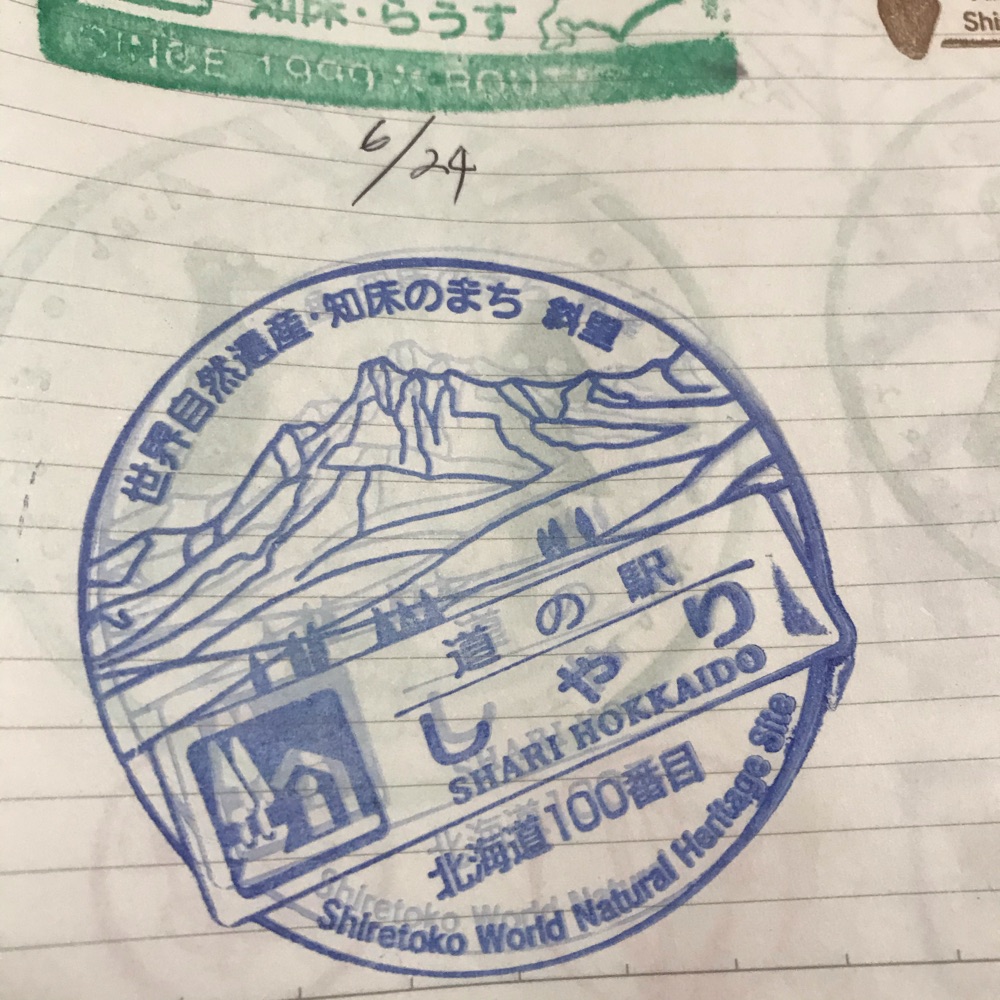 知床・らうす
SINCE 1999
Shi
6/24
世界自然遺産・知床のまち 斜里
道の駅
しゃり
SHARI HOKKAIDO
北海道100番目
Shiretoko World Natural Heritage Site